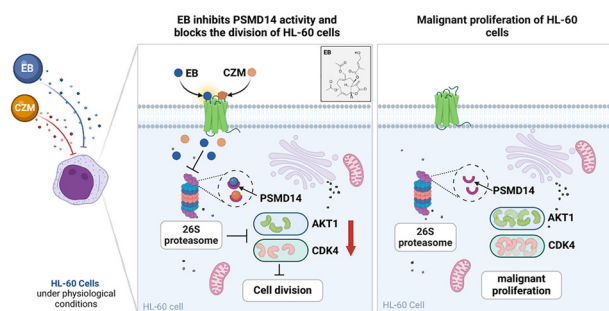 EB
CZM
HL-60 Cells
under physiological
conditions
EB inhibits PSMD14 activity and
blocks the division of HL-60 cells
EB
CZM
EB
PSMD14
26S
proteasome
AKT1
CDK4
Cell division
HL-60 cell
Malignant proliferation of HL-60
cells
PSMD14
26S
proteasome
AKT1
CDK4
malignant
proliferation
HL-60 Cell